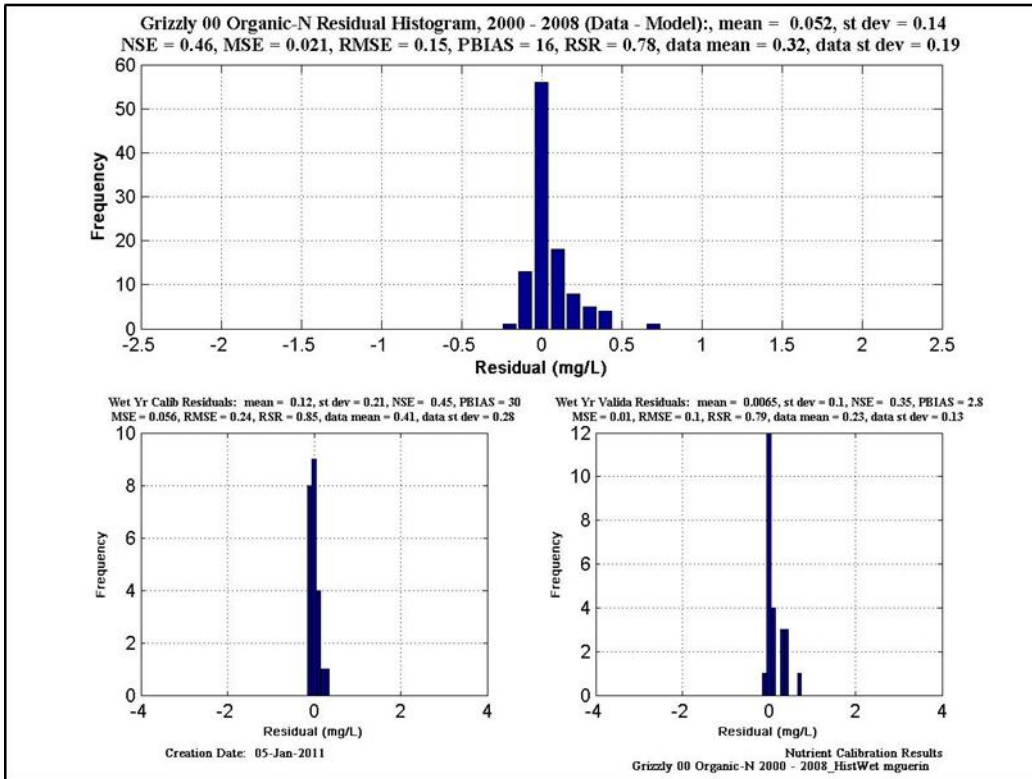 Grizzly 00 Organic-N Residual Histogram, 2000 - 2008 (Data - Model):, mean = 0.052, st dev = 0.14
NSE = 0.46, MSE = 0.021, RMSE = 0.15, PBIAS = 16, RSR = 0.78, data mean = 0.32, data st dev = 0.19
60
50
40
30
20
10
0
Frequency
-2.5 -2 -1.5 -1 -0.5 0 0.5 1 1.5 2 2.5
Residual (mg/L)
Wet Yr Calib Residuals: mean = 0.12, st dev = 0.21, NSE = 0.45, PBIAS = 30
MSE = 0.056, RMSE = 0.24, RSR = 0.85, data mean = 0.41, data st dev = 0.28
10
8
6
4
2
0
Frequency
-4 -2 0 2 4
Residual (mg/L)
Creation Date: 05-Jan-2011
Wet Yr Valida Residuals: mean = 0.0065, st dev = 0.1, NSE = 0.35, PBIAS = 2.8
MSE = 0.01, RMSE = 0.1, RSR = 0.79, data mean = 0.23, data st dev = 0.13
12
10
8
6
4
2
0
Frequency
-4 -2 0 2 4
Residual (mg/L)
Nutrient Calibration Results
Grizzly 00 Organic-N 2000 - 2008_HistWet mguerin